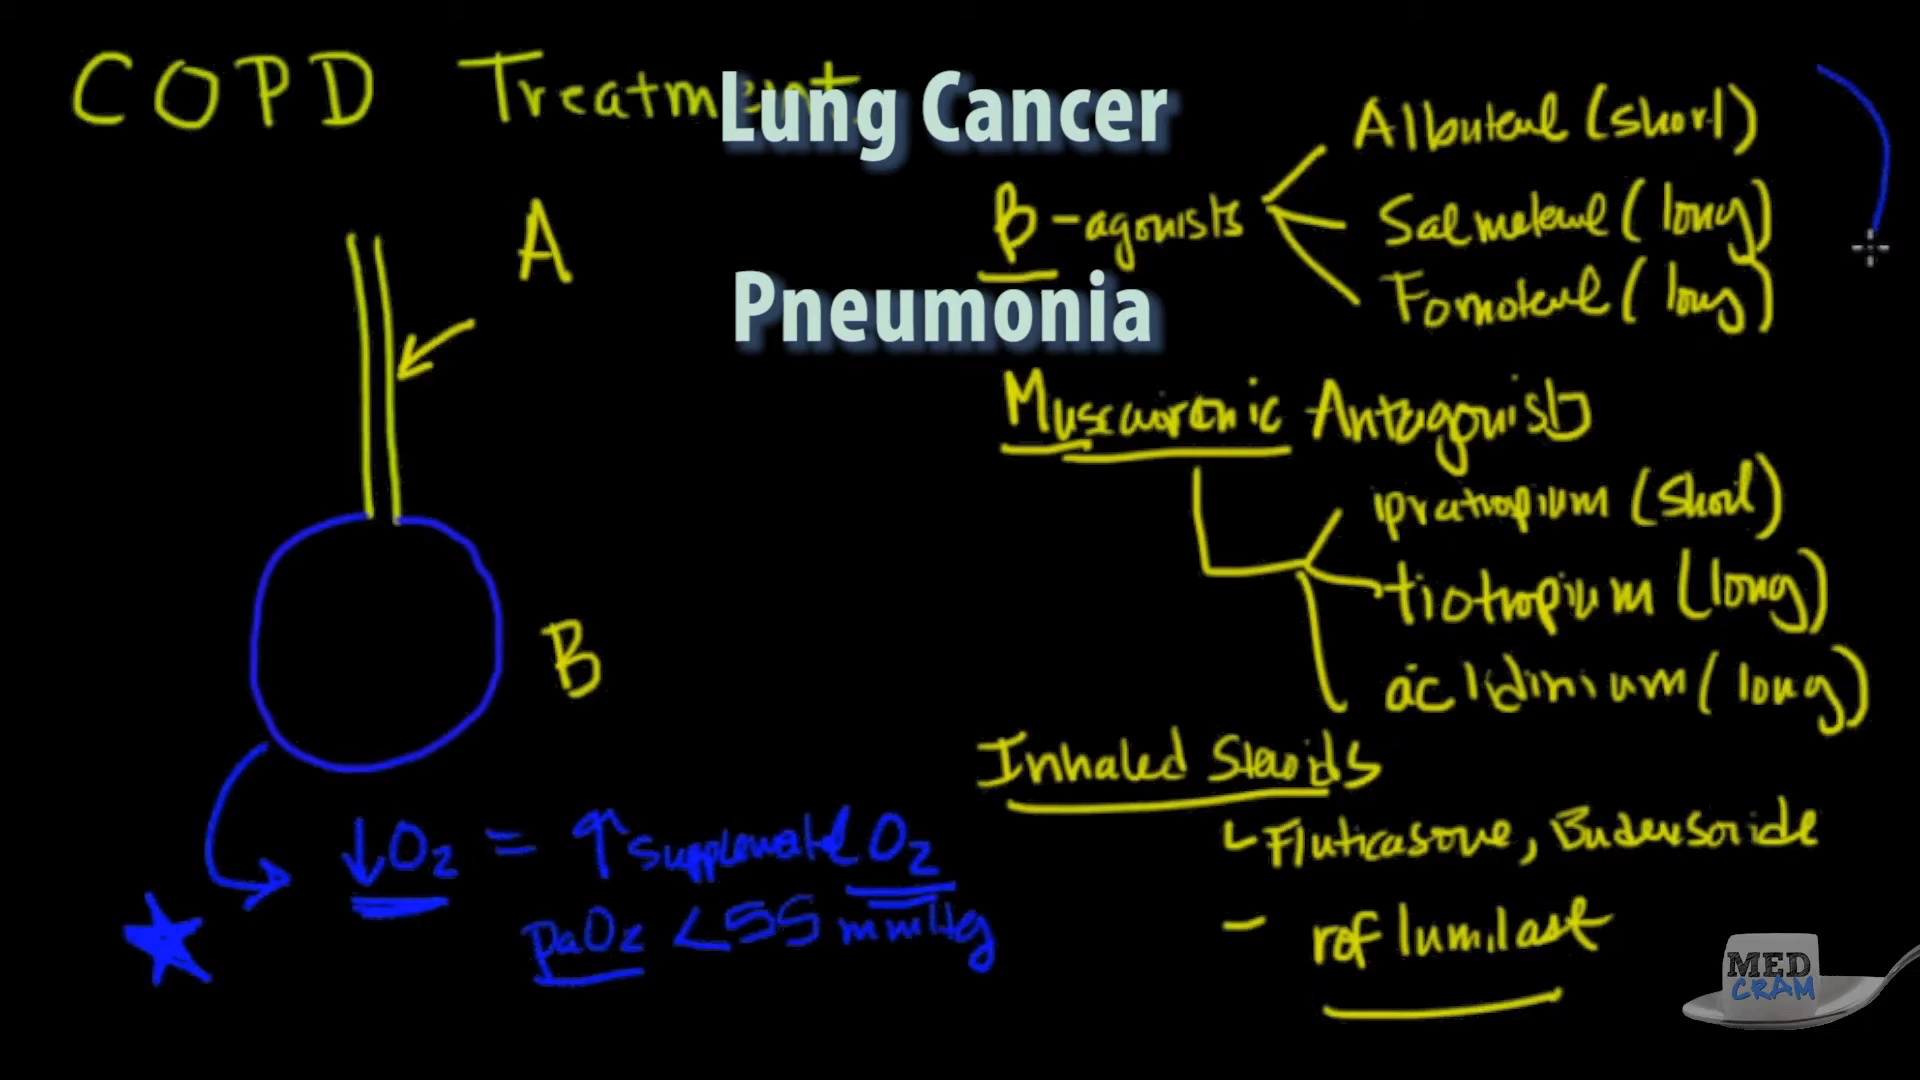 COPD Treatment
Lung Cancer
A
Β-agonists
Albuterol (short)
Salmeterol (long)
Formoterol (long)
Pneumonia
Muscarinic Antagonists
ipratropium (short)
tiotropium (long)
aclidinium (long)
B
Inhaled Steroids
Fluticasone, Budensonide
- roflumilast
↓O₂ = ↑supplemental O₂
paO₂ <55 mmHg
MED
CRAM